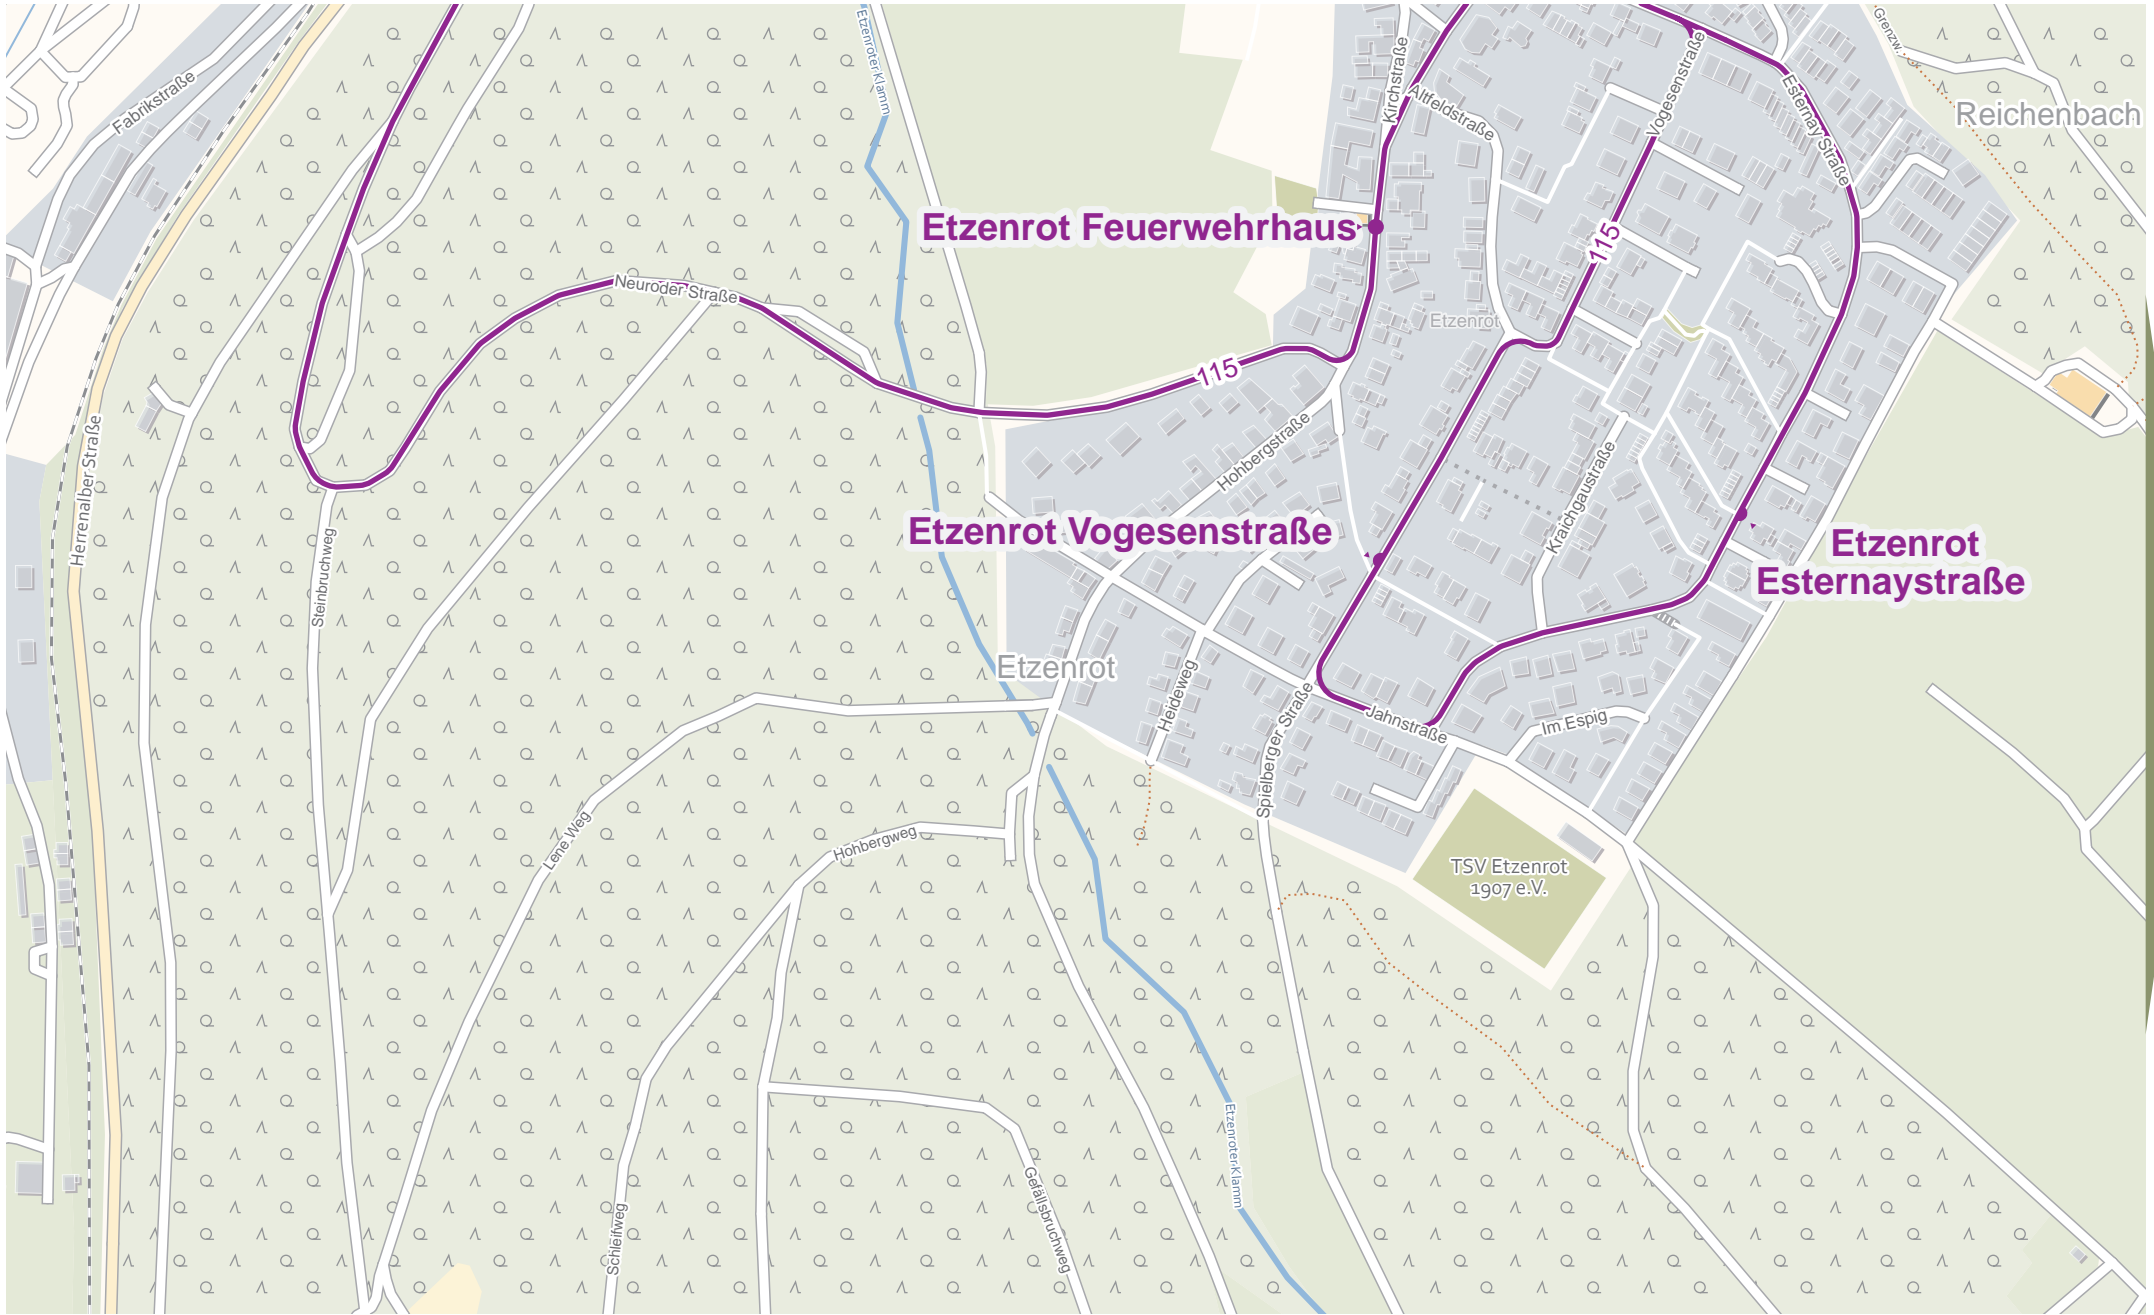 Fabrikstraße
Etzenroter Klamm
Kirchstraße
Altfeldstraße
Vogesenstraße
Esternay Straße
Grenzw.
Reichenbach
Etzenrot Feuerwehrhaus
115
Neuroder Straße
Etzenrot
115
Herrenalber Straße
Hohbergstraße
Kraichgaustraße
Steinbruchweg
Etzenrot Vogesenstraße
Etzenrot
Esternaystraße
Etzenrot
Heideweg
Spielberger Straße
Jahnstraße
Im Espig
Lene Weg
Hohbergweg
TSV Etzenrot
1907 e.V.
Etzenroter Klamm
Schleifweg
Gefällsbruchweg